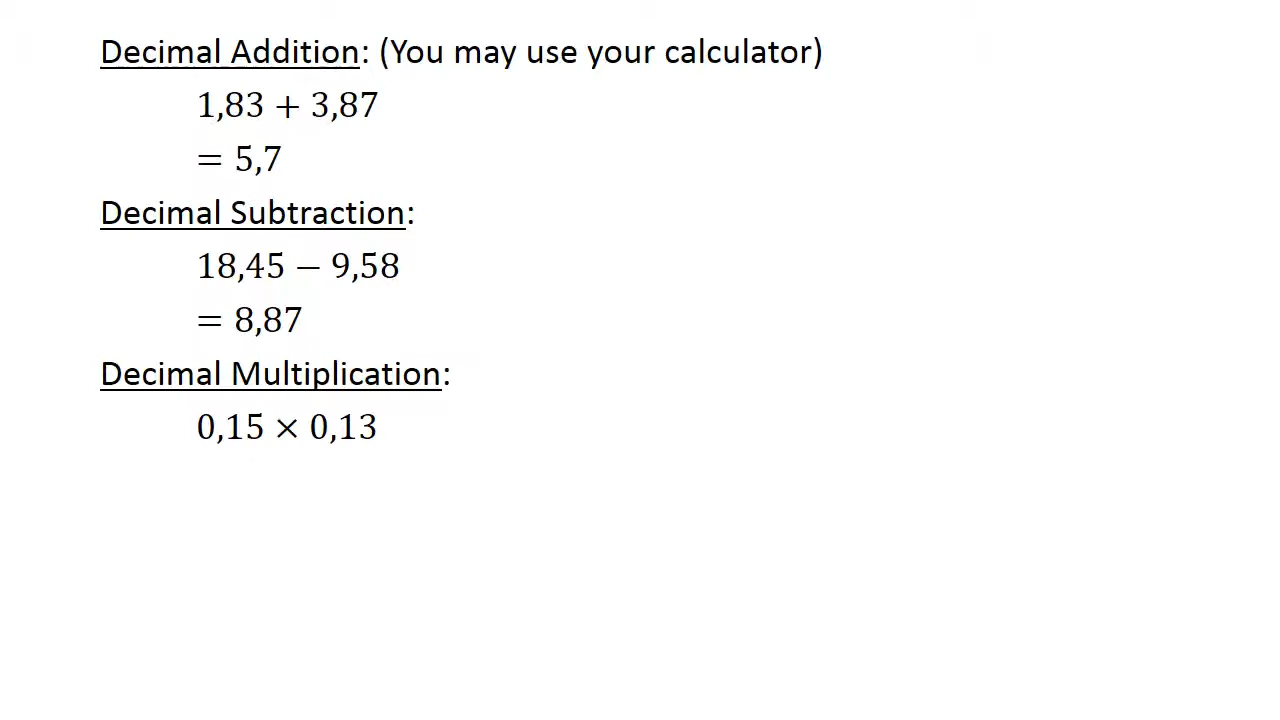 Decimal Addition: (You may use your calculator)
1,83 + 3,87
= 5,7
Decimal Subtraction:
18,45 − 9,58
= 8,87
Decimal Multiplication:
0,15 × 0,13